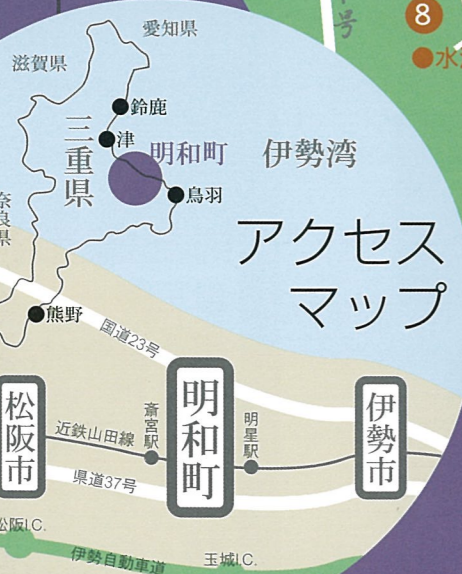 愛知県
滋賀県
8
号
水
鈴鹿
津
三重県
明和町
伊勢湾
鳥羽
奈良県
アクセス
マップ
熊野
国道23号
松阪市
近鉄山田線
斎宮駅
明和町
明星駅
伊勢市
県道37号
松阪I.C.
伊勢自動車道
玉城I.C.